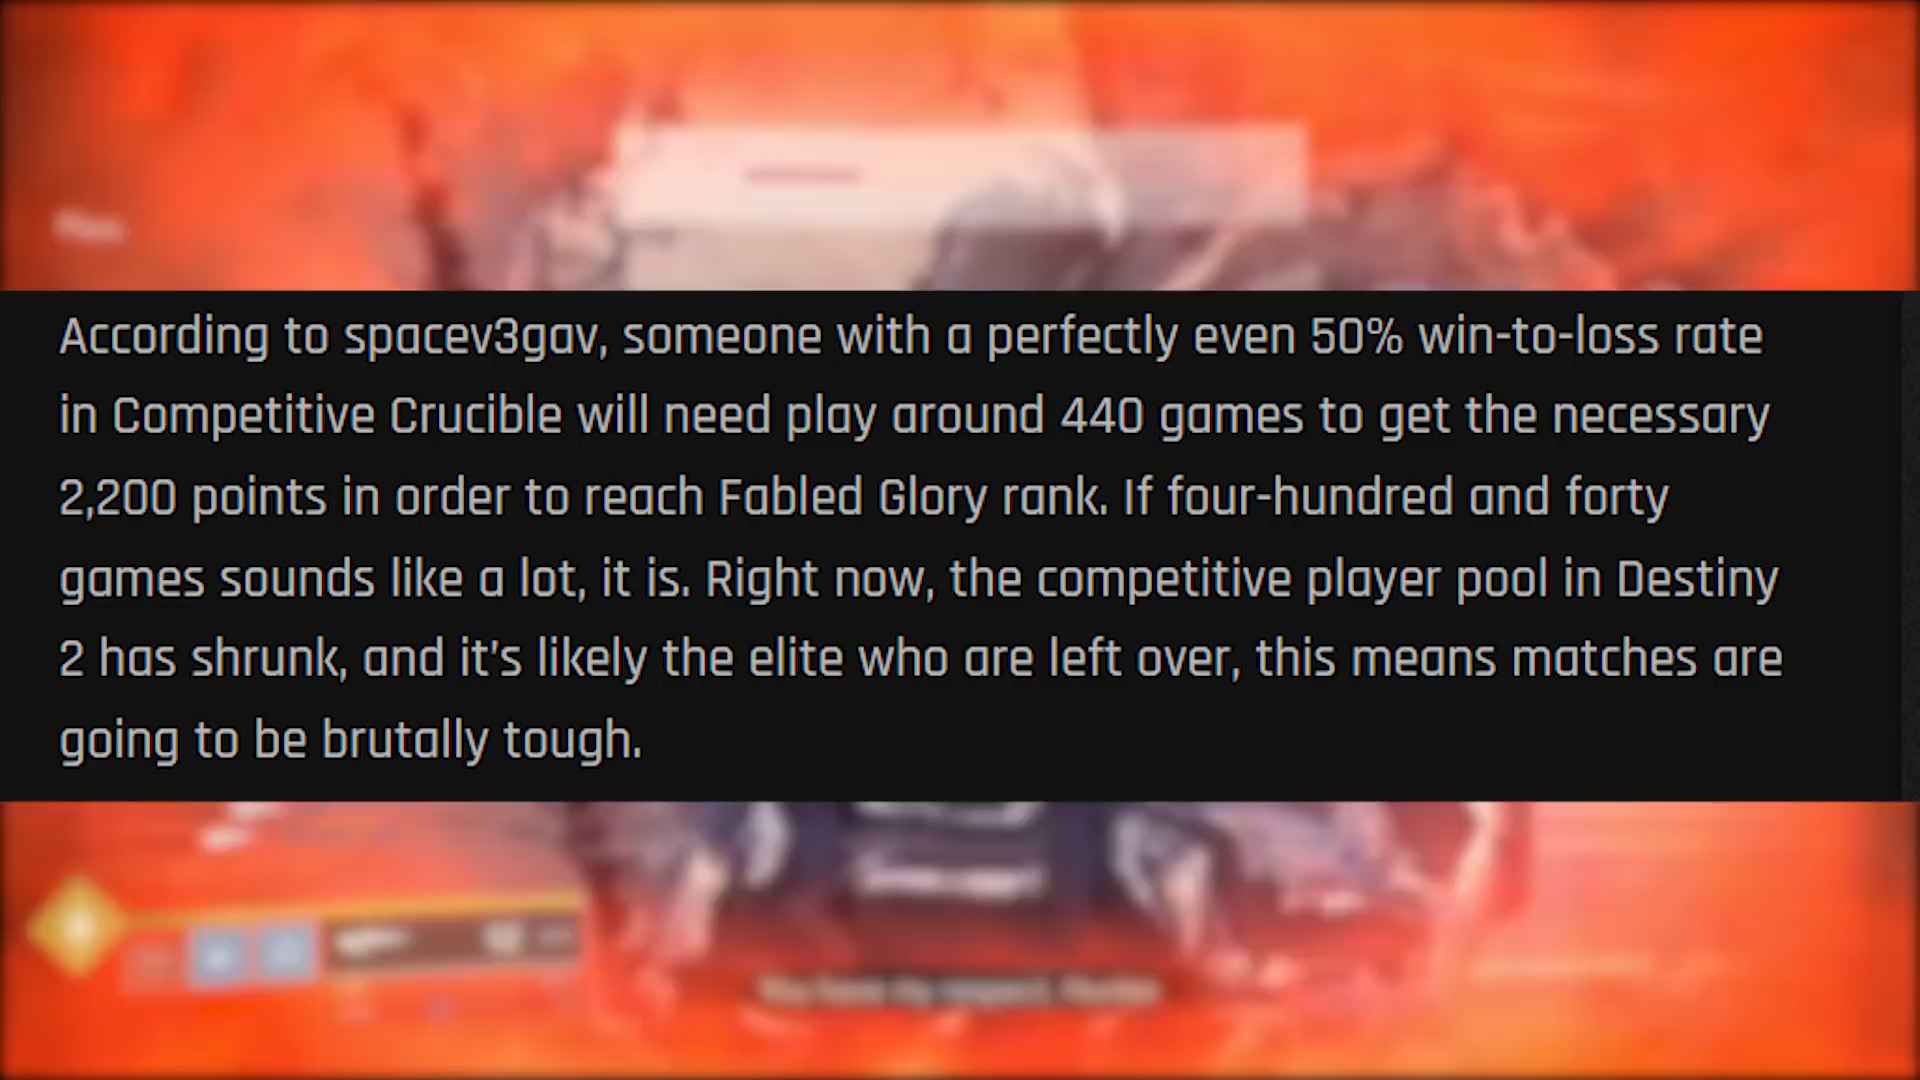 According to spacev3gav, someone with a perfectly even 50% win-to-loss rate
in Competitive Crucible will need play around 440 games to get the necessary
2,200 points in order to reach Fabled Glory rank. If four-hundred and forty
games sounds like a lot, it is. Right now, the competitive player pool in Destiny
2 has shrunk, and it's likely the elite who are left over, this means matches are
going to be brutally tough.